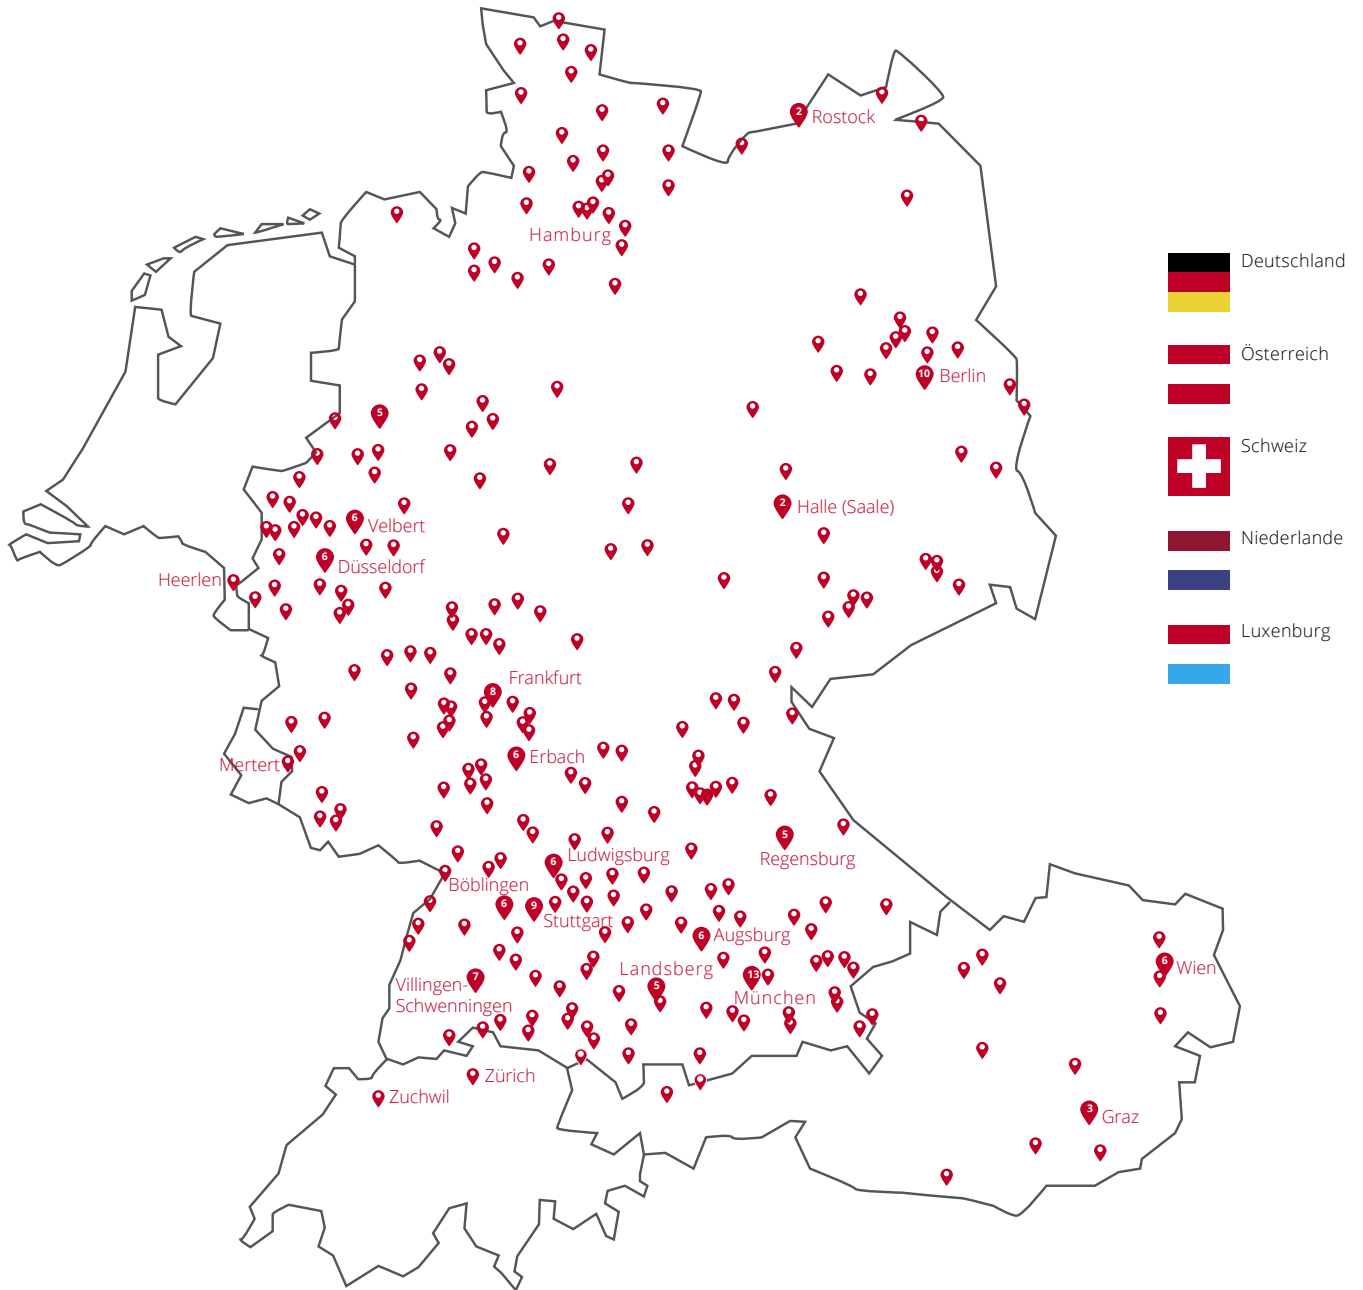 2
Rostock
Hamburg
Deutschland
Österreich
10
Berlin
5
Schweiz
2
Halle (Saale)
6
Velbert
Niederlande
6
Düsseldorf
Heerlen
Luxenburg
Frankfurt
8
6
Erbach
Mertert
5
Regensburg
6
Ludwigsburg
Böblingen
6
9
Stuttgart
6
Augsburg
6
Wien
Landsberg
5
13
München
7
Villingen-
Schwenningen
Zürich
Zuchwil
3
Graz